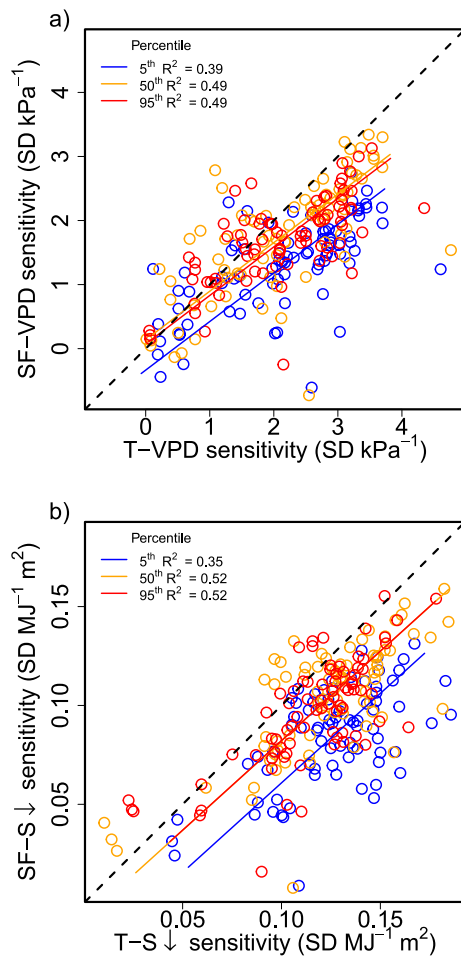 a)
Percentile
5th R2 = 0.39
50th R2 = 0.49
95th R2 = 0.49
SF−VPD sensitivity (SD kPa−1)
4
3
2
1
0
0 1 2 3 4
T−VPD sensitivity (SD kPa−1)
b)
Percentile
5th R2 = 0.35
50th R2 = 0.52
95th R2 = 0.52
SF−S ↓ sensitivity (SD MJ−1 m2)
0.15
0.10
0.05
0.05 0.10 0.15
T−S ↓ sensitivity (SD MJ−1 m2)